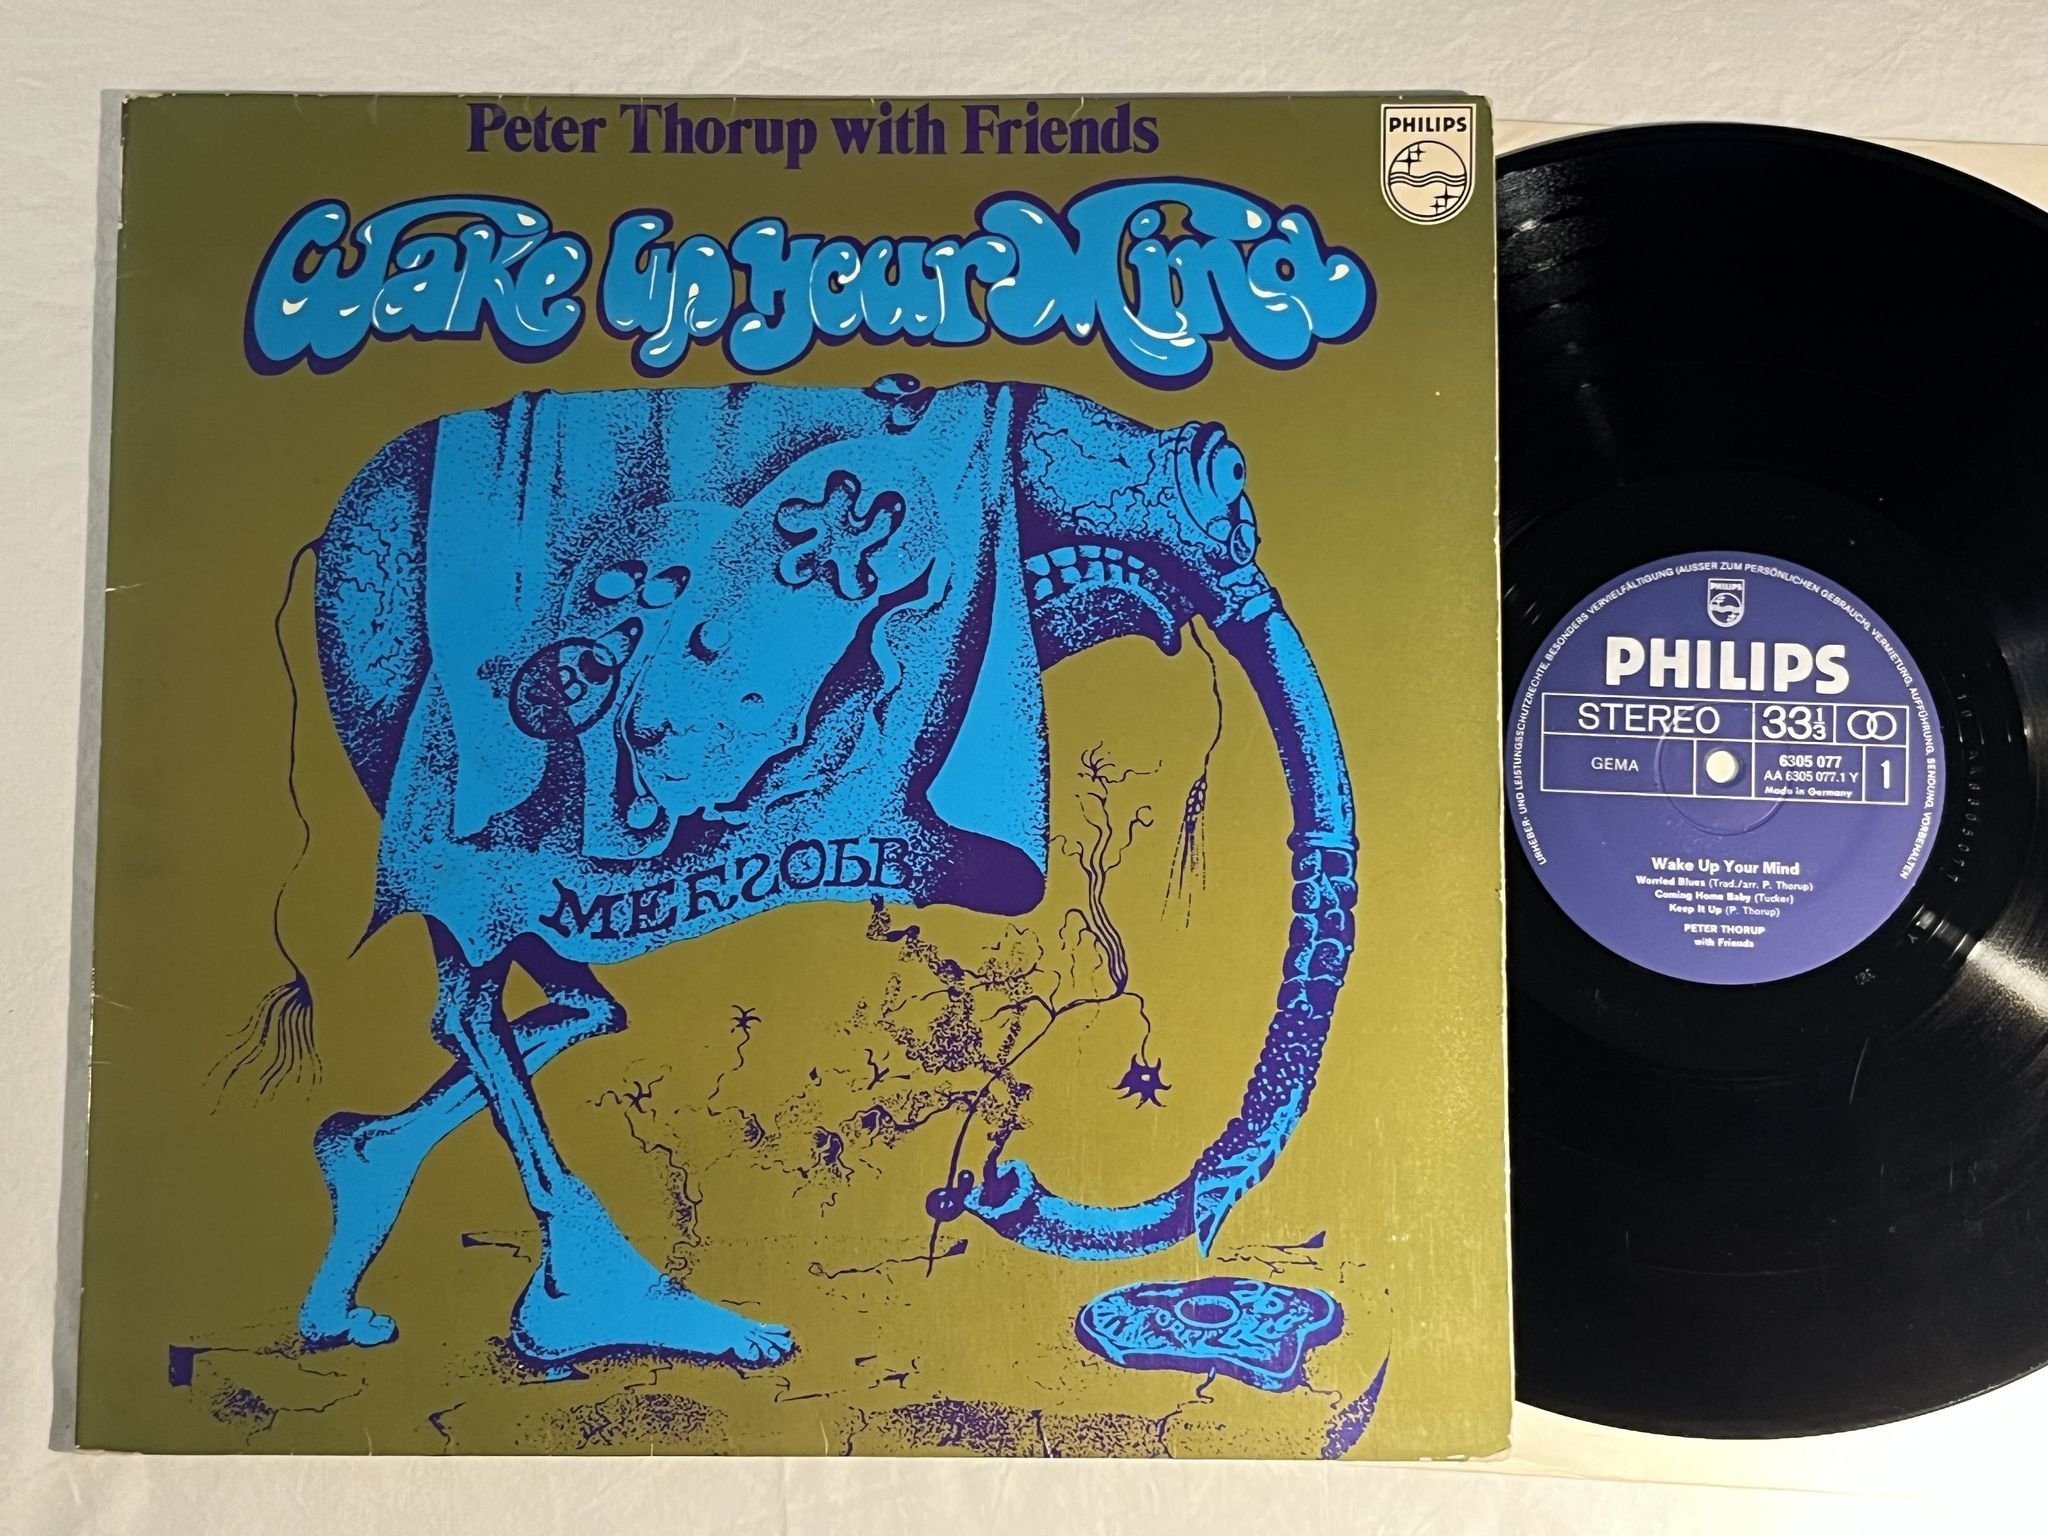 Peter Thorup with Friends
PHILIPS
Wake up your Mind
PHILIPS
URHEBER- UND LEISTUNGSSCHUTZRECHTE, BESONDERS VERVIELFÄLTIGUNG (AUSSER ZUM PERSÖNLICHEN GEBRAUCH), VERMIETUNG, AUFFÜHRUNG, SENDUNG, VORBEHALTEN
PHILIPS
STEREO 33 1/3
GEMA
6305 077
AA 6305 077.1 Y
Made in Germany
1
Wake Up Your Mind
Worried Blues (Trad./arr. P. Thorup)
Coming Home Baby (Tucker)
Keep It Up (P. Thorup)
PETER THORUP
with Friends